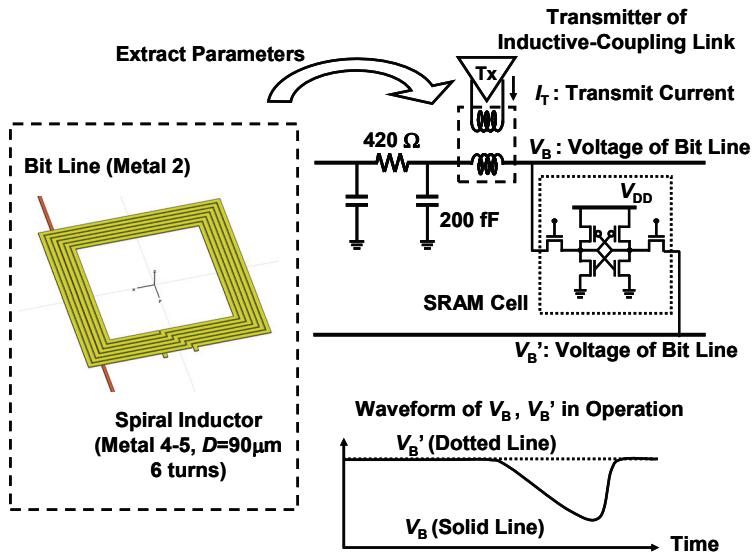 Transmitter of
Inductive-Coupling Link
Extract Parameters
Tx
I_T : Transmit Current
420 Ω
V_B : Voltage of Bit Line
Bit Line (Metal 2)
V_DD
200 fF
SRAM Cell
V_B’: Voltage of Bit Line
Spiral Inductor
(Metal 4-5, D=90μm
6 turns)
Waveform of V_B , V_B’ in Operation
V_B’ (Dotted Line)
V_B (Solid Line)
Time